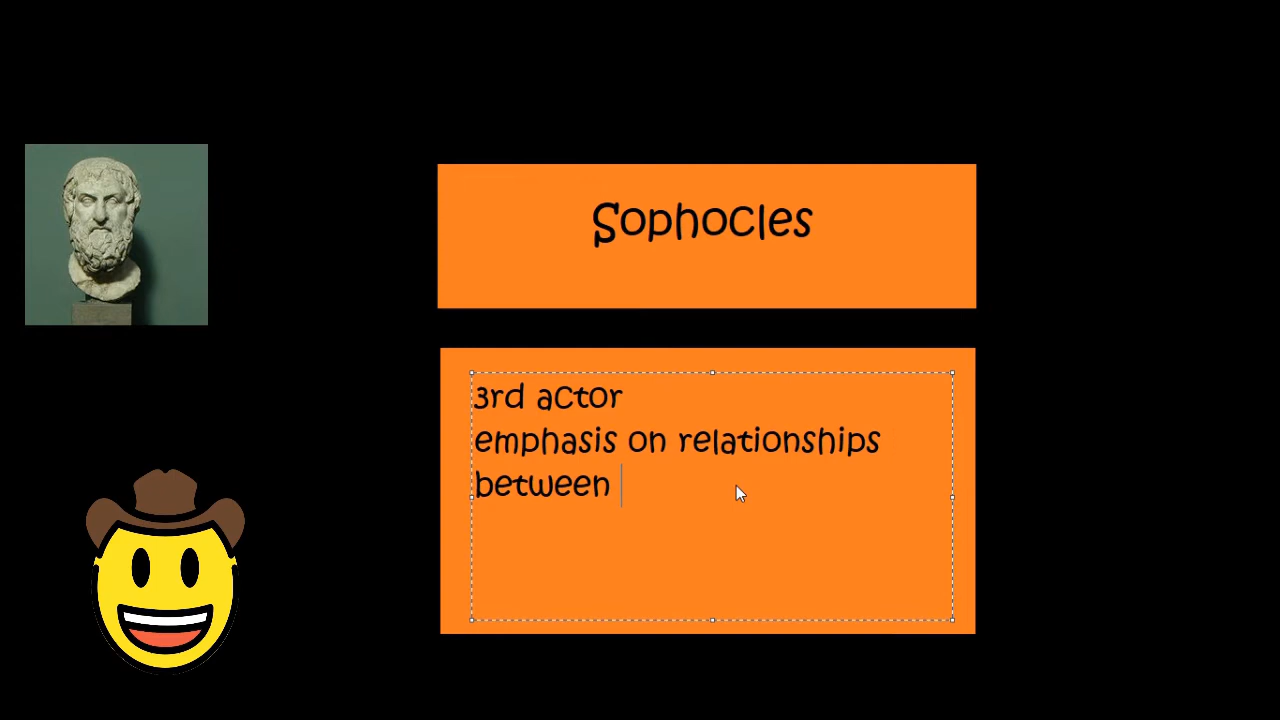 Sophocles
3rd actor
emphasis on relationships
between